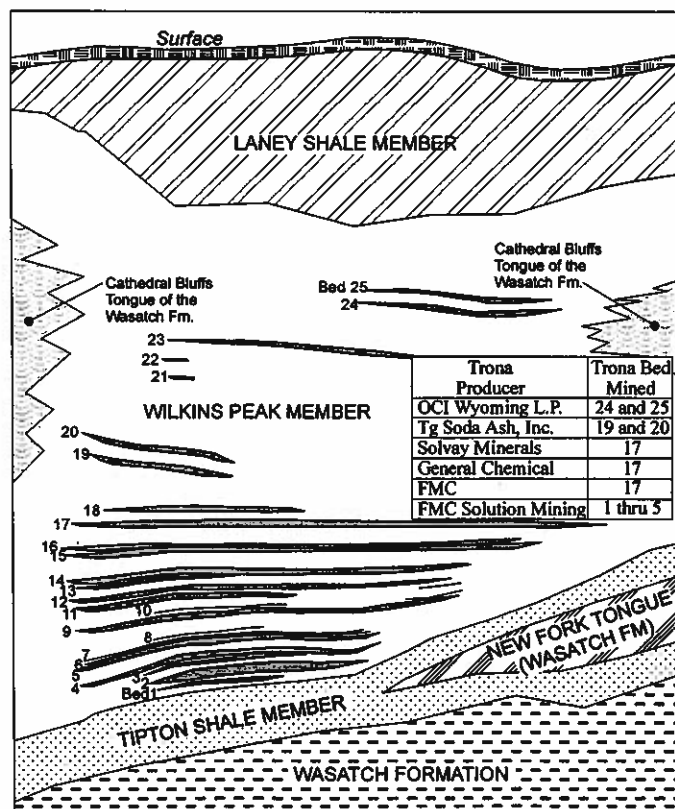 Surface
LANEY SHALE MEMBER
Cathedral Bluffs
Tongue of the
Wasatch Fm.
Cathedral Bluffs
Tongue of the
Wasatch Fm.
Bed 25
24
23
22
21
WILKINS PEAK MEMBER
Trona Producer | Trona Bed Mined
OCI Wyoming L.P. | 24 and 25
Tg Soda Ash, Inc. | 19 and 20
Solvay Minerals | 17
General Chemical | 17
FMC | 17
FMC Solution Mining | 1 thru 5
20
19
18
17
16
15
14
13
12
11
10
9
8
7
6
5
4
3
2
Bed1
NEW FORK TONGUE
(WASATCH FM)
TIPTON SHALE MEMBER
WASATCH FORMATION